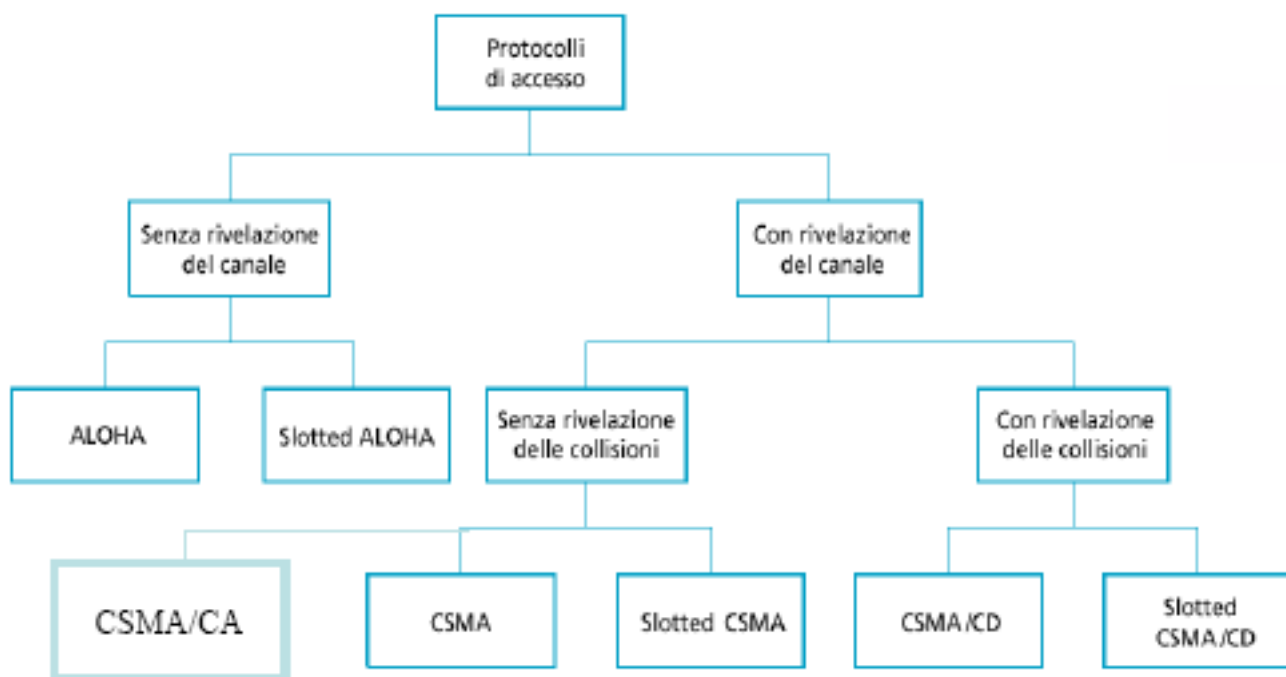 Protocolli
di accesso
Senza rivelazione
del canale
Con rivelazione
del canale
ALOHA
Slotted ALOHA
Senza rivelazione
delle collisioni
Con rivelazione
delle collisioni
CSMA/CA
CSMA
Slotted CSMA
CSMA/CD
Slotted
CSMA/CD